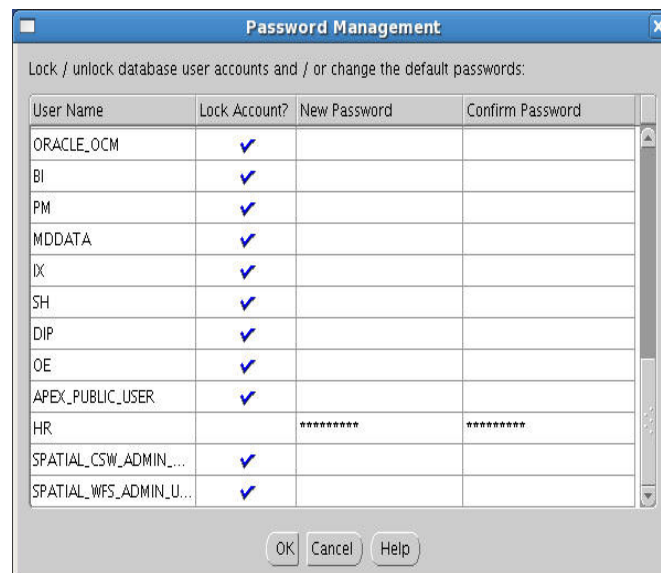 Password Management
Lock / unlock database user accounts and / or change the default passwords:
User Name Lock Account? New Password Confirm Password
ORACLE_OCM
BI
PM
MDDATA
IX
SH
DIP
OE
APEX_PUBLIC_USER
HR ********* *********
SPATIAL_CSW_ADMIN_...
SPATIAL_WFS_ADMIN_U...
OK Cancel Help